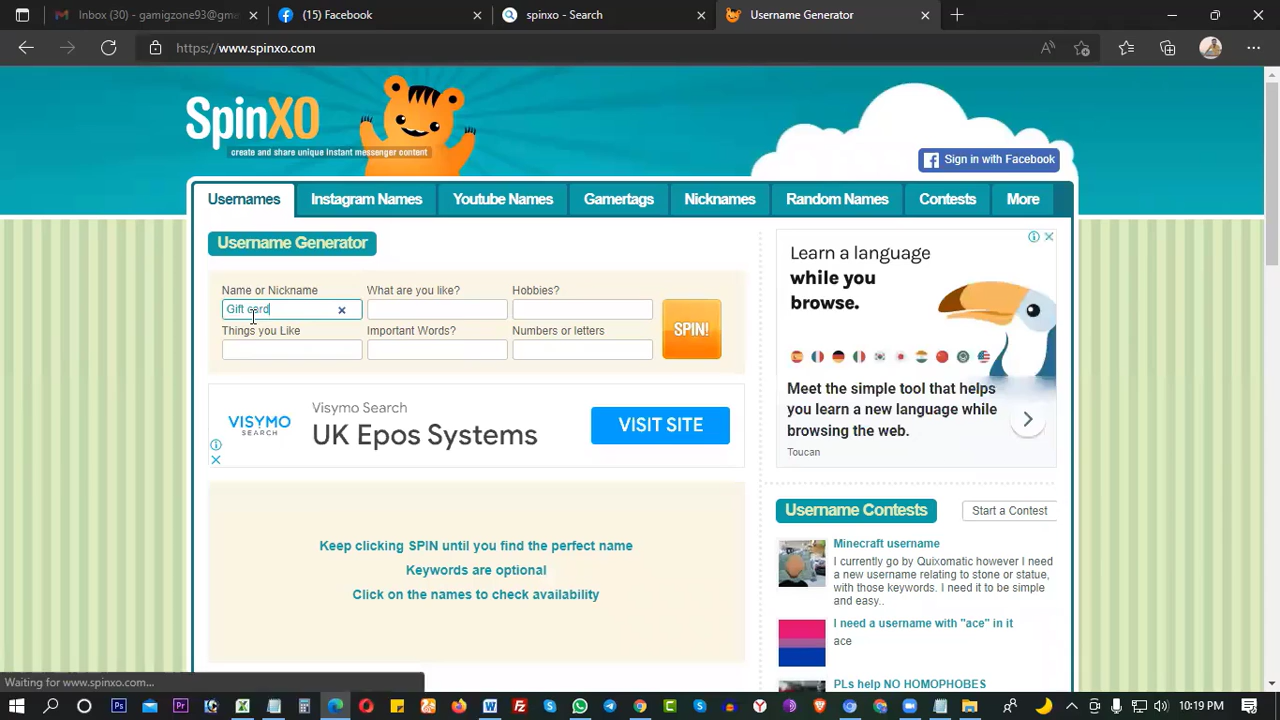 Inbox (30) - gamigzone93@gma
(15) Facebook
spinxo - Search
Username Generator
https://www.spinxo.com
SpinXO
create and share unique instant messenger content
Sign in with Facebook
Usernames
Instagram Names
Youtube Names
Gamertags
Nicknames
Random Names
Contests
More
Username Generator
Name or Nickname
What are you like?
Hobbies?
Gift card
SPIN!
Things you Like
Important Words?
Numbers or letters
VISYMO
SEARCH
Visymo Search
UK Epos Systems
VISIT SITE
Keep clicking SPIN until you find the perfect name
Keywords are optional
Click on the names to check availability
Learn a language
while you
browse.
Meet the simple tool that helps
you learn a new language while
browsing the web.
Toucan
Username Contests
Start a Contest
Minecraft username
I currently go by Quixomatic however I need
a new username relating to stone or statue,
with those keywords. I need it to be simple
and easy..
I need a username with "ace" in it
ace
PLs help NO HOMOPHOBES
Waiting for www.spinxo.com...
10:19 PM